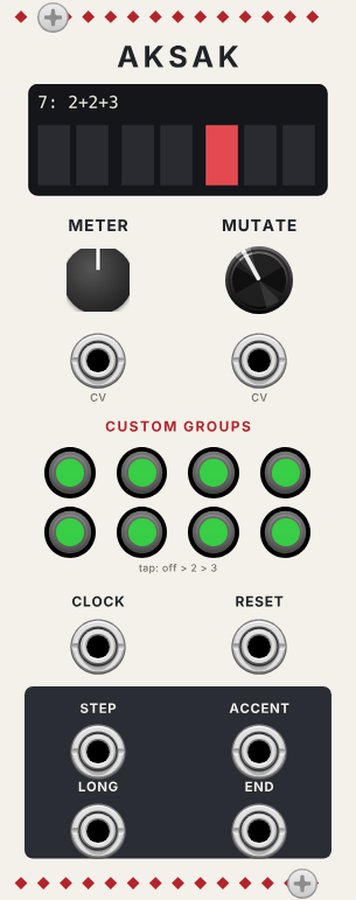 AKSAK
7: 2+2+3
METER MUTATE
CV CV
CUSTOM GROUPS
tap: off > 2 > 3
CLOCK RESET
STEP ACCENT
LONG END